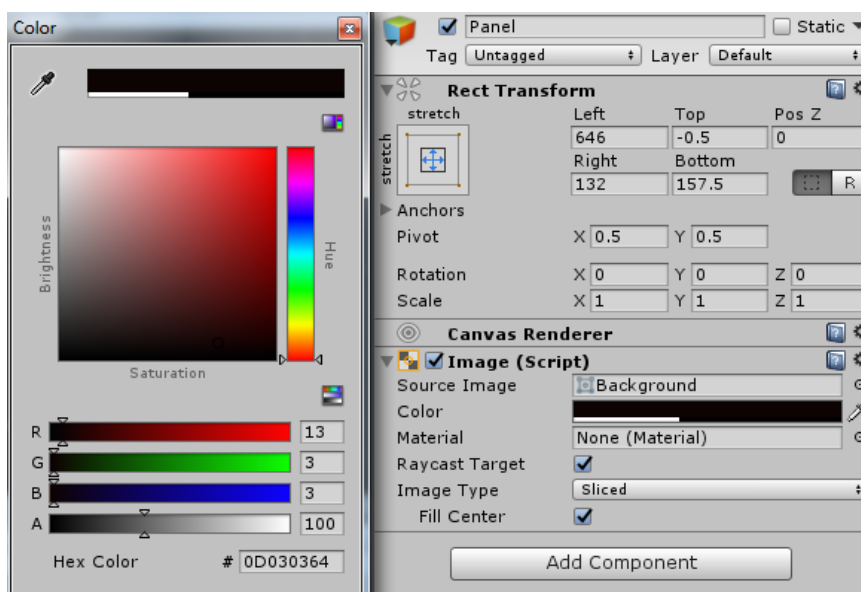 Color
Brightness
Hue
Saturation
R 13
G 3
B 3
A 100
Hex Color # 0D030364
Panel Static
Tag Untagged Layer Default
Rect Transform
stretch Left Top Pos Z
stretch
646 -0.5 0
Right Bottom
132 157.5 R
Anchors
Pivot X 0.5 Y 0.5
Rotation X 0 Y 0 Z 0
Scale X 1 Y 1 Z 1
Canvas Renderer
Image (Script)
Source Image Background
Color
Material None (Material)
Raycast Target
Image Type Sliced
Fill Center
Add Component